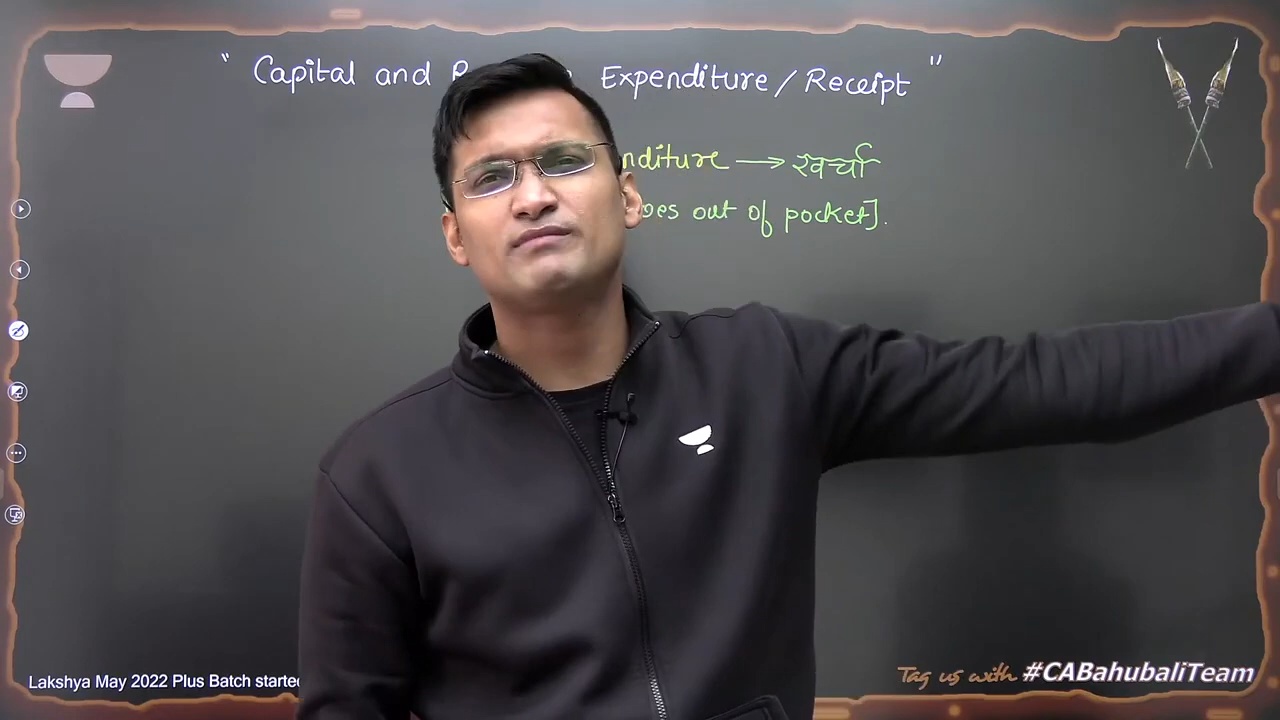 " Capital and Expenditure / Receipt "
nditure → खर्चा
oes out of pocket].
Lakshya May 2022 Plus Batch starte
Tag us with #CABahubaliTeam